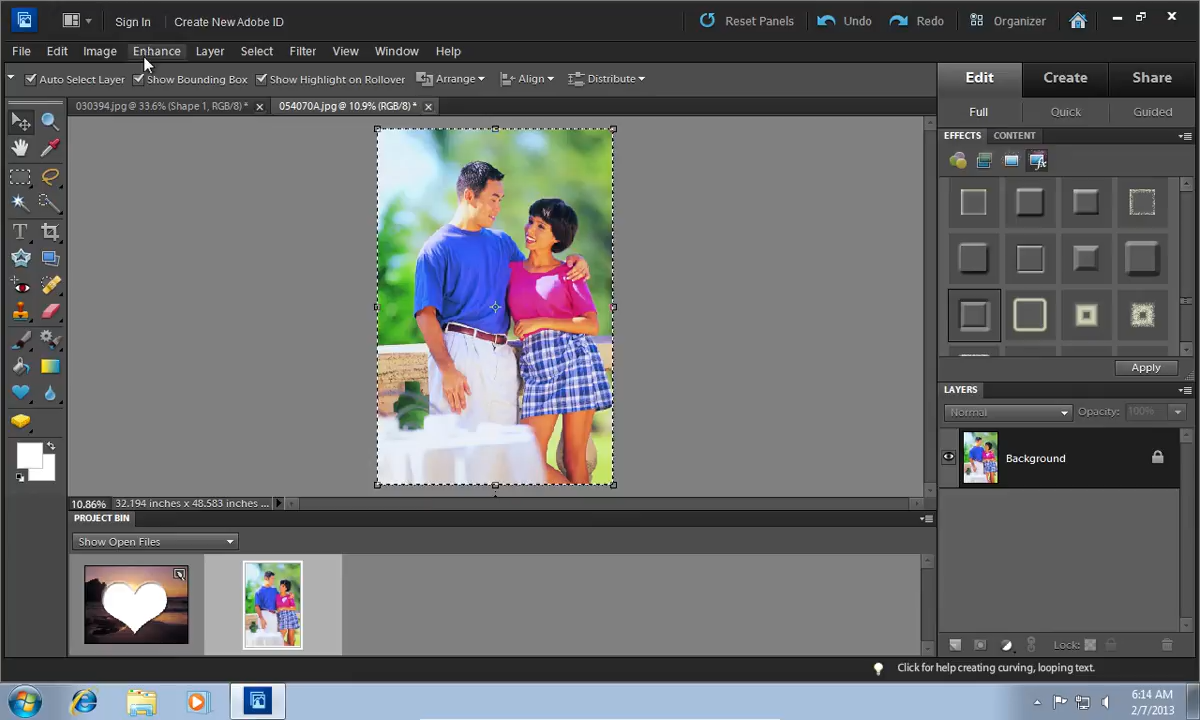 Sign In Create New Adobe ID Reset Panels Undo Redo Organizer
File Edit Image Enhance Layer Select Filter View Window Help
Auto Select Layer Show Bounding Box Show Highlight on Rollover Arrange Align Distribute
Edit Create Share
030394.jpg @ 33.6% (Shape 1, RGB/8) * 054070A.jpg @ 10.9% (RGB/8) *
Full Quick Guided
EFFECTS CONTENT
Apply
LAYERS
Normal Opacity: 100%
Background
10.86% 32.194 inches x 48.583 inches ...
PROJECT BIN
Show Open Files
Lock:
Click for help creating curving, looping text.
6:14 AM
2/7/2013